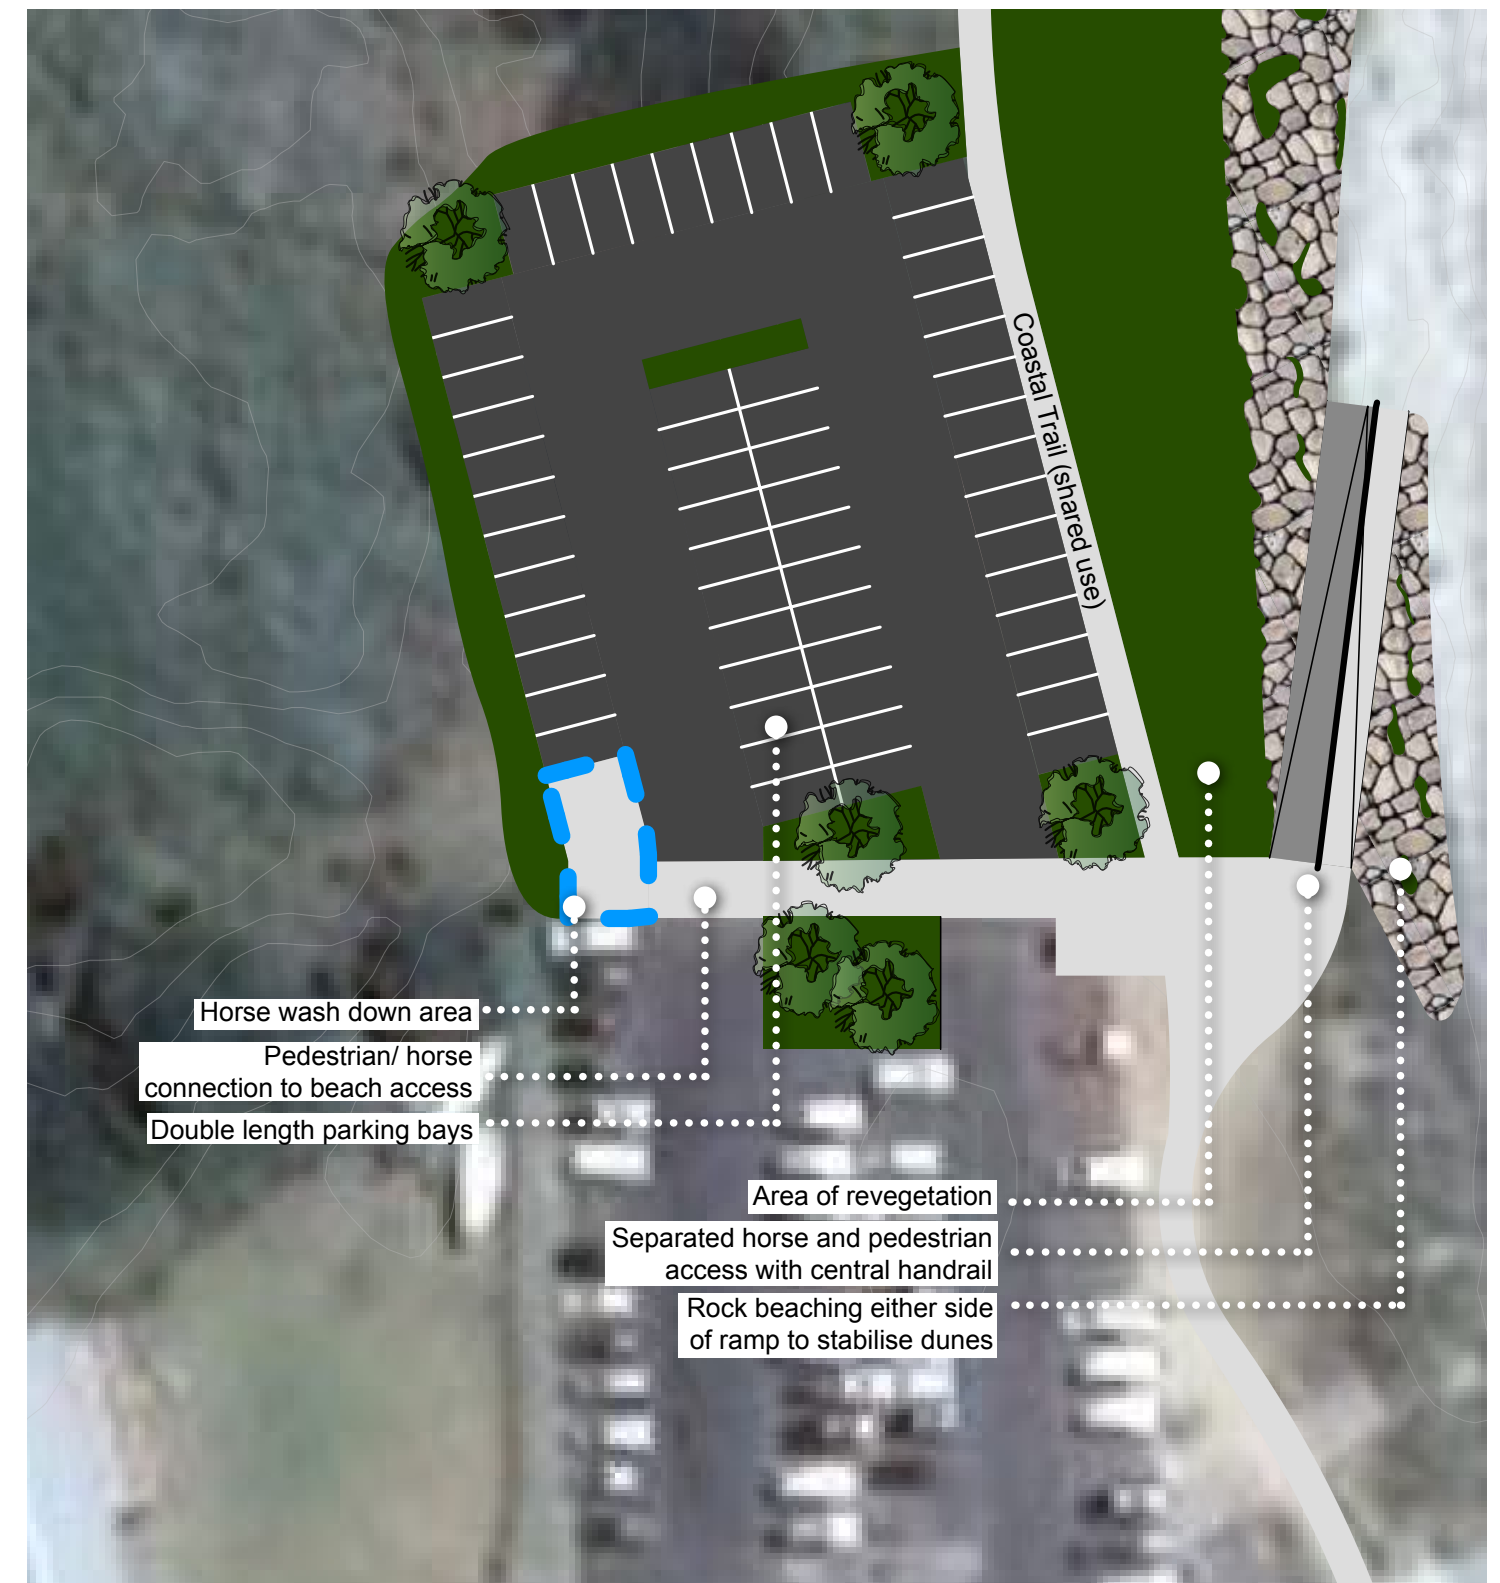 Coastal Trail (shared use)
Horse wash down area
Pedestrian/ horse
connection to beach access
Double length parking bays
Area of revegetation
Separated horse and pedestrian
access with central handrail
Rock beaching either side
of ramp to stabilise dunes